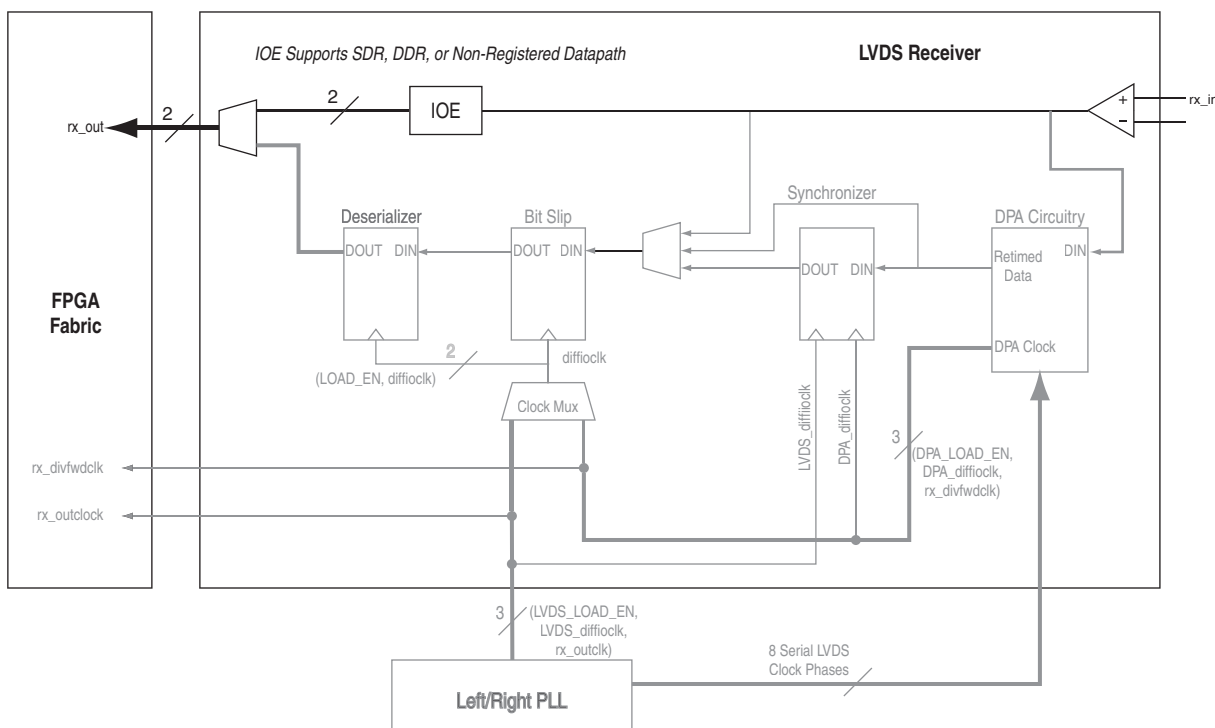 IOE Supports SDR, DDR, or Non-Registered Datapath
LVDS Receiver
2
2
IOE
+
−
rx_in
rx_out
Synchronizer
Deserializer
Bit Slip
DPA Circuitry
DOUT DIN
DOUT DIN
DOUT DIN
Retimed
Data
DIN
FPGA
Fabric
2
diffioclk
(LOAD_EN, diffioclk)
DPA Clock
Clock Mux
LVDS_diffiioclk
DPA_diffioclk
3
(DPA_LOAD_EN,
DPA_diffioclk,
rx_divfwdclk)
rx_divfwdclk
rx_outclock
3
(LVDS_LOAD_EN,
LVDS_diffioclk,
rx_outclk)
8 Serial LVDS
Clock Phases
Left/Right PLL